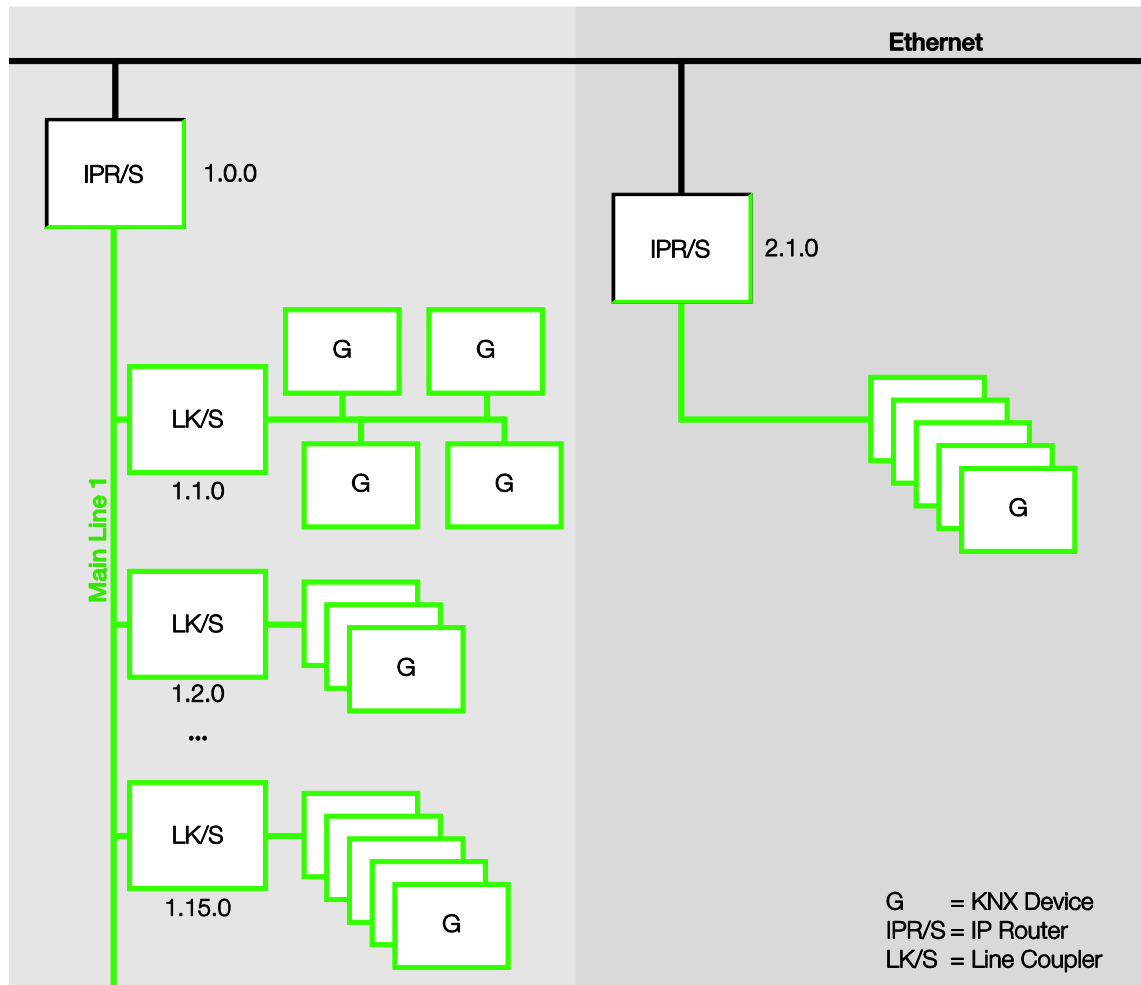 Ethernet
IPR/S
1.0.0
IPR/S
2.1.0
G
G
LK/S
G
G
1.1.0
G
Main Line 1
LK/S
G
1.2.0
...
LK/S
1.15.0
G
G = KNX Device
IPR/S = IP Router
LK/S = Line Coupler